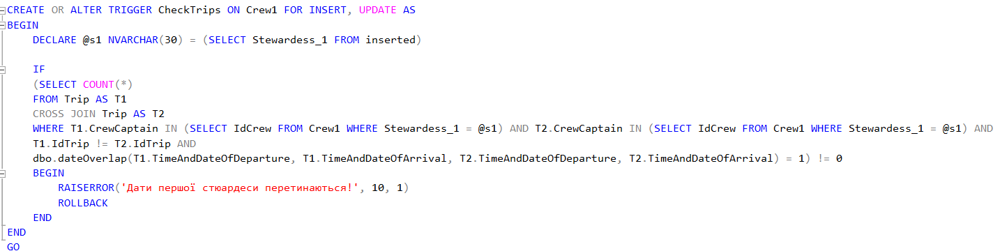 CREATE OR ALTER TRIGGER CheckTrips ON Crew1 FOR INSERT, UPDATE AS
BEGIN
DECLARE @s1 NVARCHAR(30) = (SELECT Stewardess_1 FROM inserted)
IF
(SELECT COUNT(*)
FROM Trip AS T1
CROSS JOIN Trip AS T2
WHERE T1.CrewCaptain IN (SELECT IdCrew FROM Crew1 WHERE Stewardess_1 = @s1) AND T2.CrewCaptain IN (SELECT IdCrew FROM Crew1 WHERE Stewardess_1 = @s1) AND
T1.IdTrip != T2.IdTrip AND
dbo.dateOverlap(T1.TimeAndDateOfDeparture, T1.TimeAndDateOfArrival, T2.TimeAndDateOfDeparture, T2.TimeAndDateOfArrival) = 1) != 0
BEGIN
RAISERROR('Дати першої стюардеси перетинаються!', 10, 1)
ROLLBACK
END
END
GO